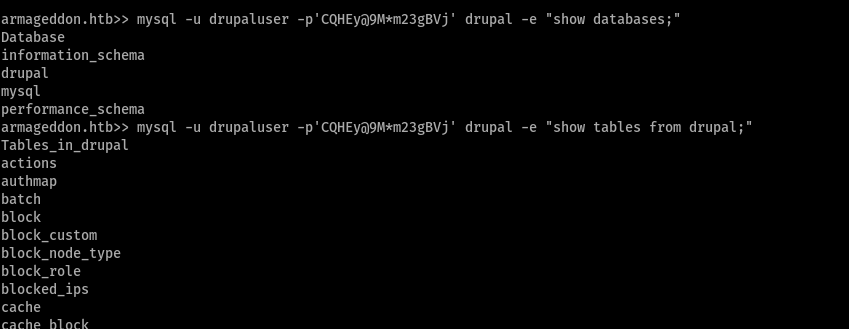 armageddon.htb>> mysql -u drupaluser -p'CQHEy@9M*m23gBVj' drupal -e "show databases;"
Database
information_schema
drupal
mysql
performance_schema
armageddon.htb>> mysql -u drupaluser -p'CQHEy@9M*m23gBVj' drupal -e "show tables from drupal;"
Tables_in_drupal
actions
authmap
batch
block
block_custom
block_node_type
block_role
blocked_ips
cache
cache_block